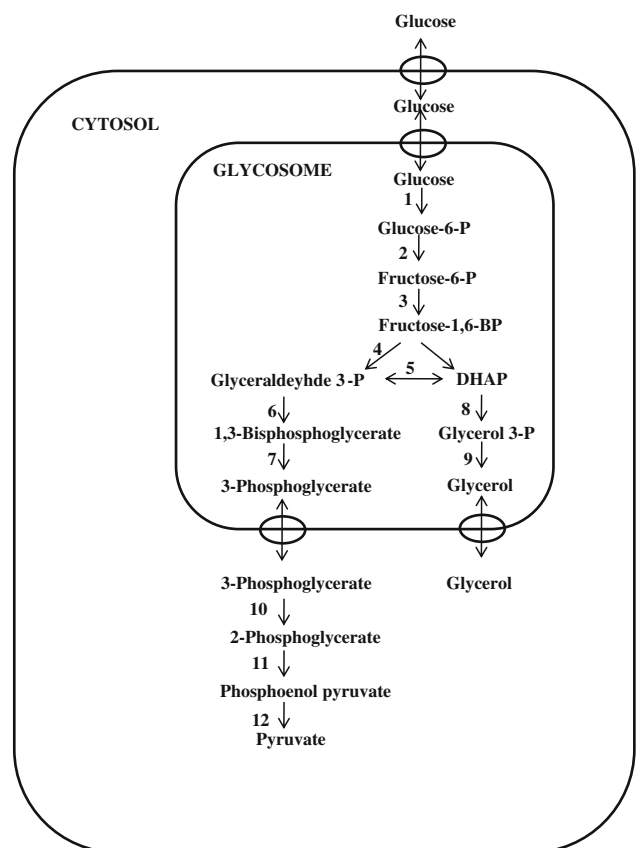 Glucose
Glucose
CYTOSOL
GLYCOSOME
Glucose
1
Glucose-6-P
2
Fructose-6-P
3
Fructose-1,6-BP
4
5
Glyceraldeyhde 3-P
DHAP
6
8
1,3-Bisphosphoglycerate
Glycerol 3-P
7
9
3-Phosphoglycerate
Glycerol
3-Phosphoglycerate
Glycerol
10
2-Phosphoglycerate
11
Phosphoenol pyruvate
12
Pyruvate